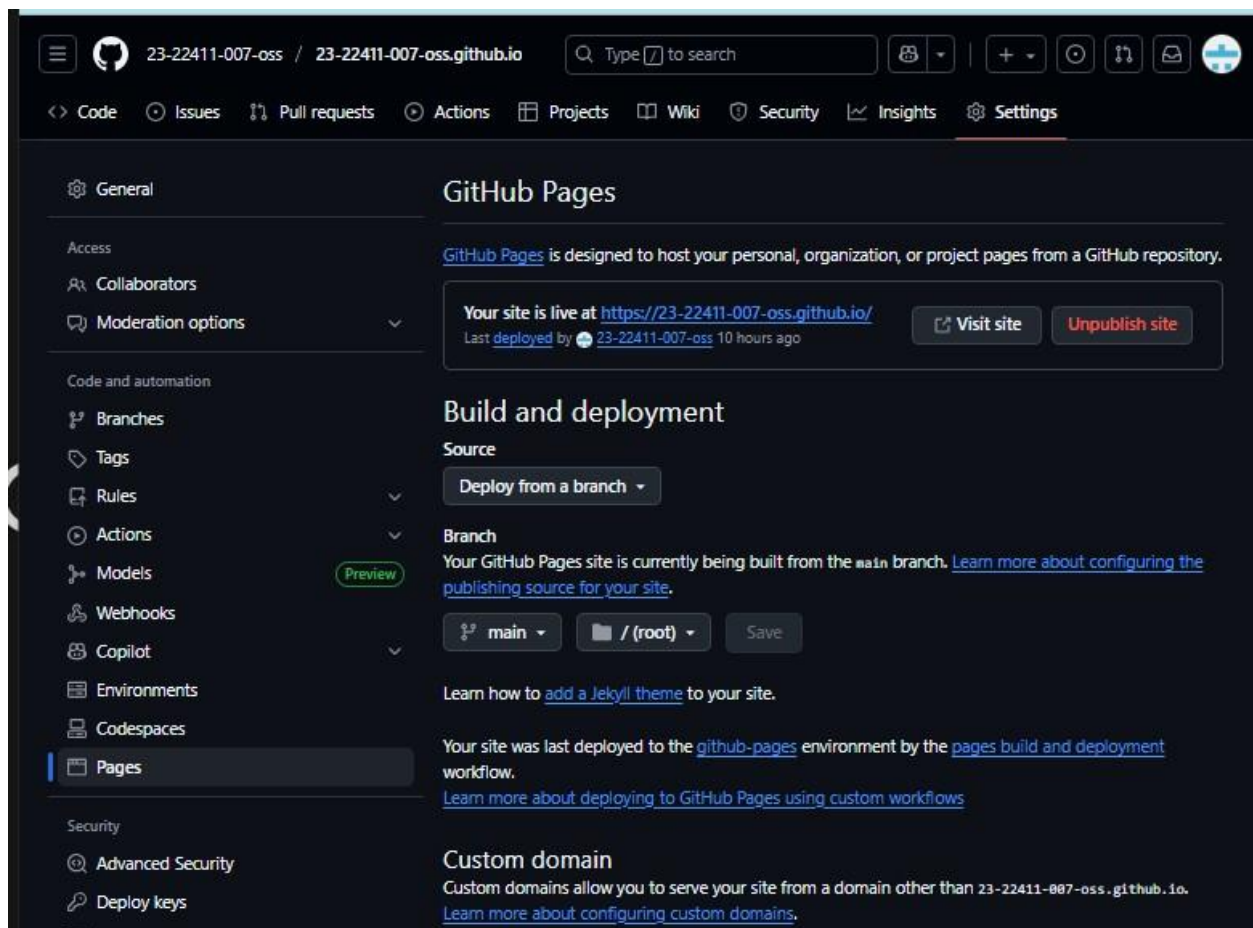 23-22411-007-oss / 23-22411-007-oss.github.io
Type / to search
Code Issues Pull requests Actions Projects Wiki Security Insights Settings
General
Access
Collaborators
Moderation options
Code and automation
Branches
Tags
Rules
Actions
Models Preview
Webhooks
Copilot
Environments
Codespaces
Pages
Security
Advanced Security
Deploy keys
GitHub Pages
GitHub Pages is designed to host your personal, organization, or project pages from a GitHub repository.
Your site is live at https://23-22411-007-oss.github.io/
Last deployed by 23-22411-007-oss 10 hours ago
Visit site
Unpublish site
Build and deployment
Source
Deploy from a branch
Branch
Your GitHub Pages site is currently being built from the main branch. Learn more about configuring the
publishing source for your site.
main / (root) Save
Learn how to add a Jekyll theme to your site.
Your site was last deployed to the github-pages environment by the pages build and deployment
workflow.
Learn more about deploying to GitHub Pages using custom workflows
Custom domain
Custom domains allow you to serve your site from a domain other than 23-22411-007-oss.github.io.
Learn more about configuring custom domains.